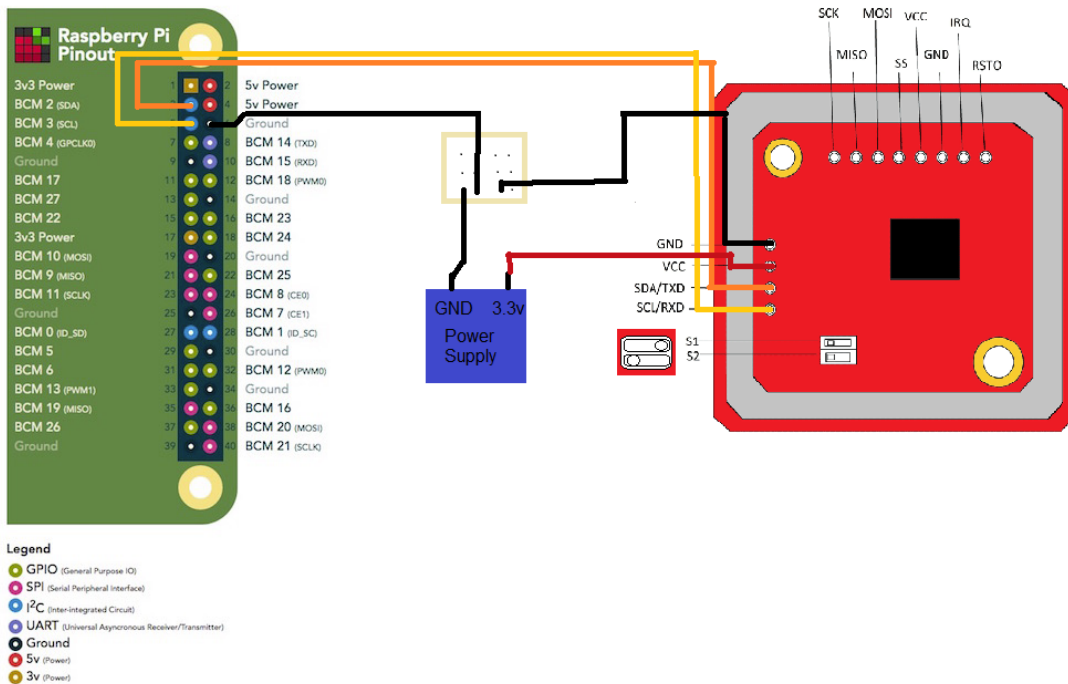 Raspberry Pi
Pinout
3v3 Power 1 2 5v Power
BCM 2 (SDA) 4 5v Power
BCM 3 (SCL) Ground
BCM 4 (GPCLK0) 7 8 BCM 14 (TXD)
Ground 9 10 BCM 15 (RXD)
BCM 17 11 12 BCM 18 (PWM0)
BCM 27 13 14 Ground
BCM 22 15 16 BCM 23
3v3 Power 17 18 BCM 24
BCM 10 (MOSI) 19 20 Ground
BCM 9 (MISO) 21 22 BCM 25
BCM 11 (SCLK) 23 24 BCM 8 (CE0)
Ground 25 26 BCM 7 (CE1)
BCM 0 (ID_SD) 27 28 BCM 1 (ID_SC)
BCM 5 29 30 Ground
BCM 6 31 32 BCM 12 (PWM0)
BCM 13 (PWM1) 33 34 Ground
BCM 19 (MISO) 35 36 BCM 16
BCM 26 37 38 BCM 20 (MOSI)
Ground 39 40 BCM 21 (SCLK)
GND 3.3v
Power
Supply
SCK MOSI VCC IRQ
MISO SS GND RSTO
GND
VCC
SDA/TXD
SCL/RXD
S1
S2
Legend
GPIO (General Purpose IO)
SPI (Serial Peripheral Interface)
I²C (Inter-integrated Circuit)
UART (Universal Asyncronous Receiver/Transmitter)
Ground
5v (Power)
3v (Power)